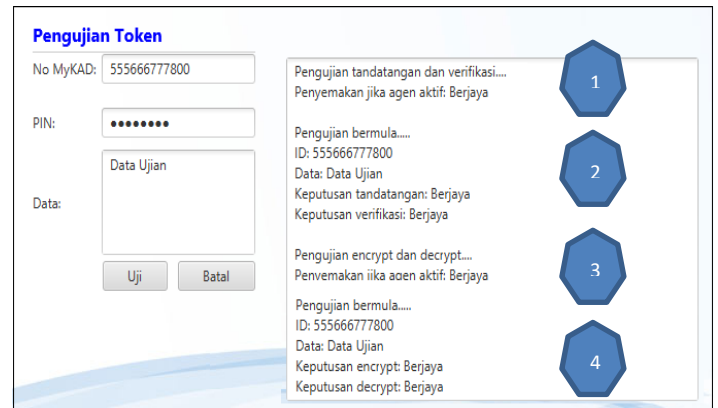 Pengujian Token
No MyKAD: 555666777800
PIN: ●●●●●●●●
Data: Data Ujian
Uji Batal
Pengujian tandatangan dan verifikasi....
Penyemakan jika agen aktif: Berjaya
1
Pengujian bermula.....
ID: 555666777800
Data: Data Ujian
Keputusan tandatangan: Berjaya
Keputusan verifikasi: Berjaya
2
Pengujian encrypt dan decrypt....
Penyemakan jika agen aktif: Berjaya
3
Pengujian bermula.....
ID: 555666777800
Data: Data Ujian
Keputusan encrypt: Berjaya
Keputusan decrypt: Berjaya
4